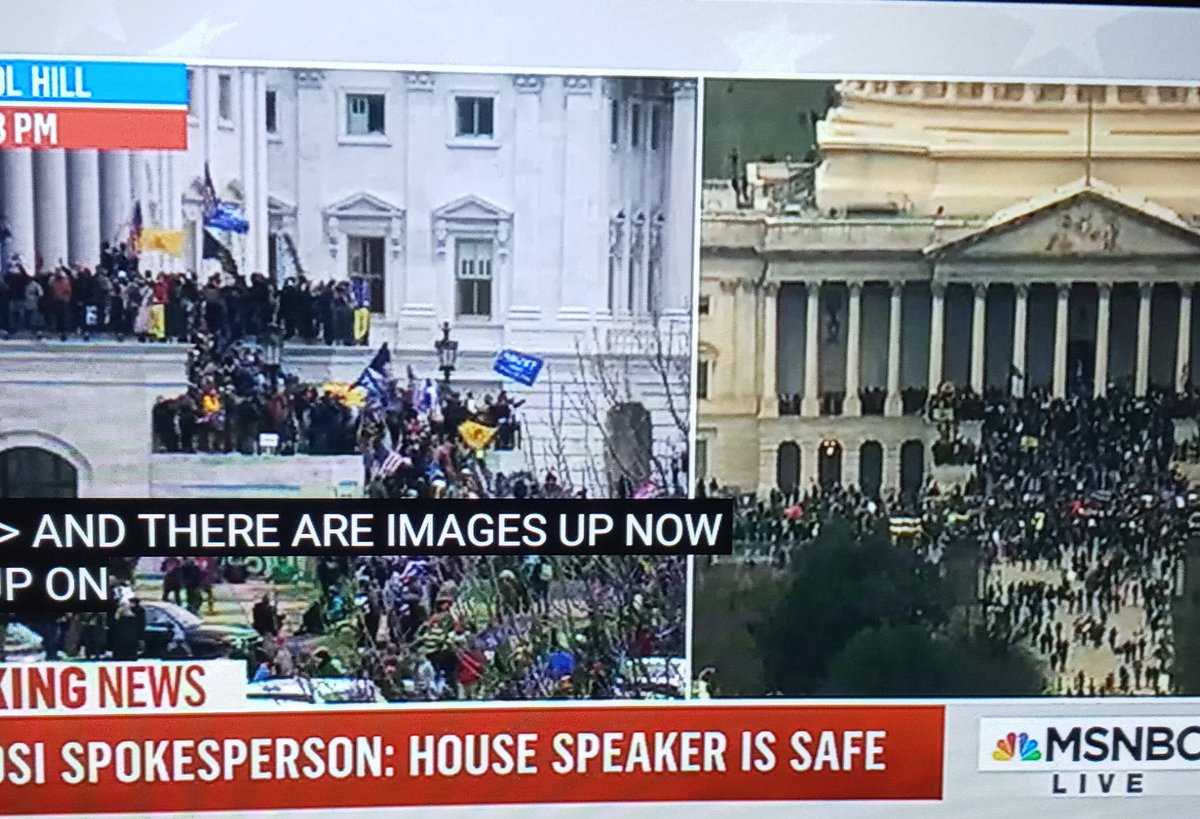 OL HILL
3 PM
> AND THERE ARE IMAGES UP NOW
UP ON
KING NEWS
OSI SPOKESPERSON: HOUSE SPEAKER IS SAFE
MSNBC
LIVE